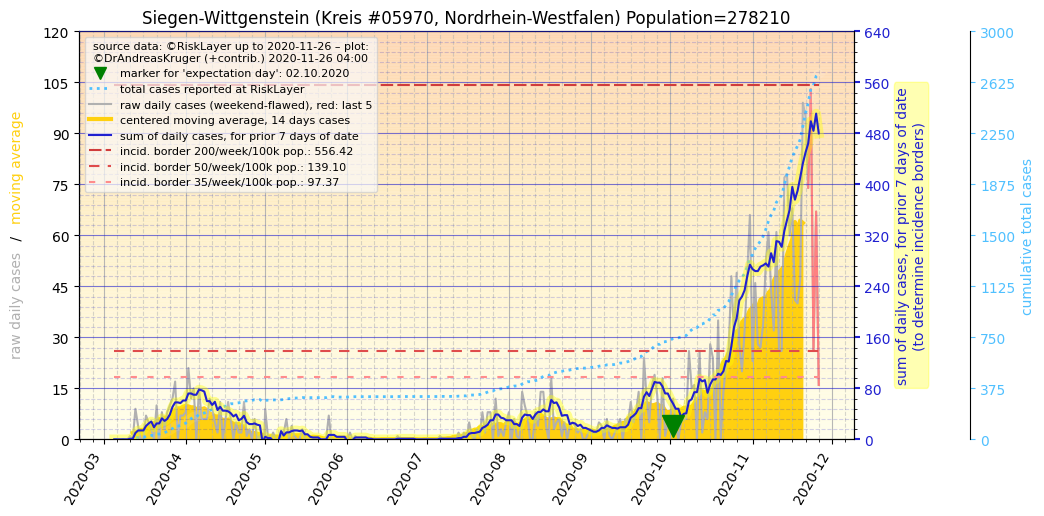 Siegen-Wittgenstein (Kreis #05970, Nordrhein-Westfalen) Population=278210
source data: ©RiskLayer up to 2020-11-26 – plot:
©DrAndreasKruger (+contrib.) 2020-11-26 04:00
marker for 'expectation day': 02.10.2020
total cases reported at RiskLayer
raw daily cases (weekend-flawed), red: last 5
centered moving average, 14 days cases
sum of daily cases, for prior 7 days of date
incid. border 200/week/100k pop.: 556.42
incid. border 50/week/100k pop.: 139.10
incid. border 35/week/100k pop.: 97.37
raw daily cases / moving average
120
105
90
75
60
45
30
15
0
2020-03
2020-04
2020-05
2020-06
2020-07
2020-08
2020-09
2020-10
2020-11
2020-12
640
560
480
400
320
240
160
80
0
sum of daily cases, for prior 7 days of date
(to determine incidence borders)
3000
2625
2250
1875
1500
1125
750
375
0
cumulative total cases